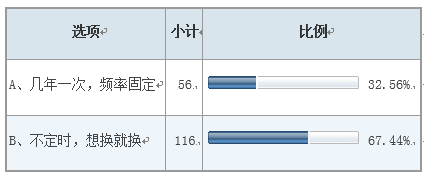 选项 小计 比例
A、几年一次，频率固定 56 32.56%
B、不定时，想换就换 116 67.44%